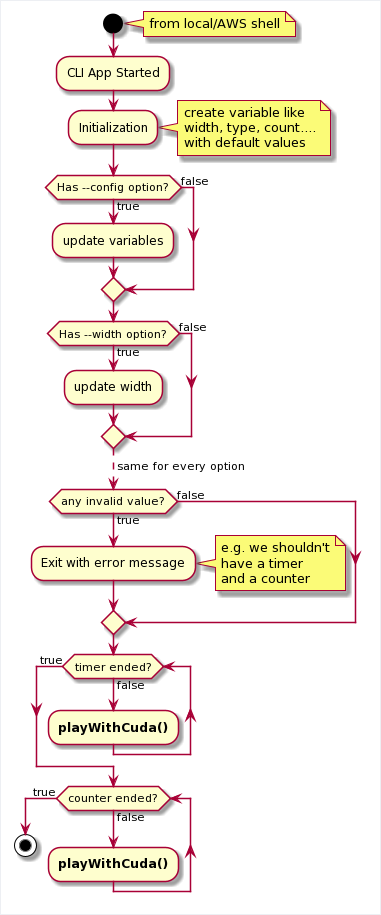 from local/AWS shell
CLI App Started
Initialization
create variable like
width, type, count....
with default values
Has --config option?
false
true
update variables
Has --width option?
false
true
update width
same for every option
any invalid value?
false
true
Exit with error message
e.g. we shouldn't
have a timer
and a counter
true
timer ended?
false
playWithCuda()
true
counter ended?
false
playWithCuda()